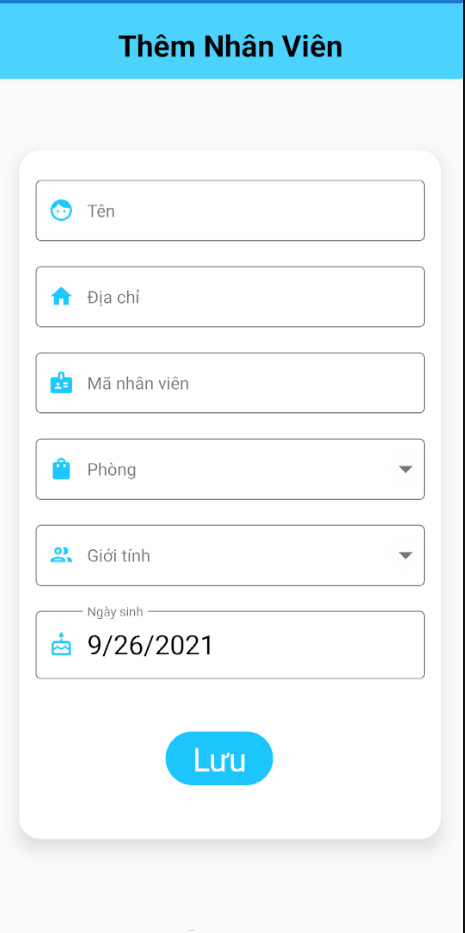 Thêm Nhân Viên
Tên
Địa chỉ
Mã nhân viên
Phòng
Giới tính
Ngày sinh
9/26/2021
Lưu